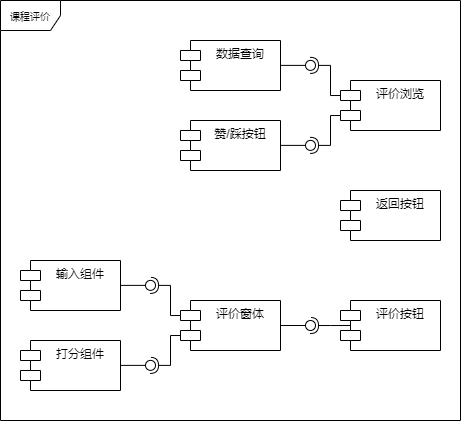 课程评价
数据查询
评价浏览
赞/踩按钮
返回按钮
输入组件
评价窗体
评价按钮
打分组件